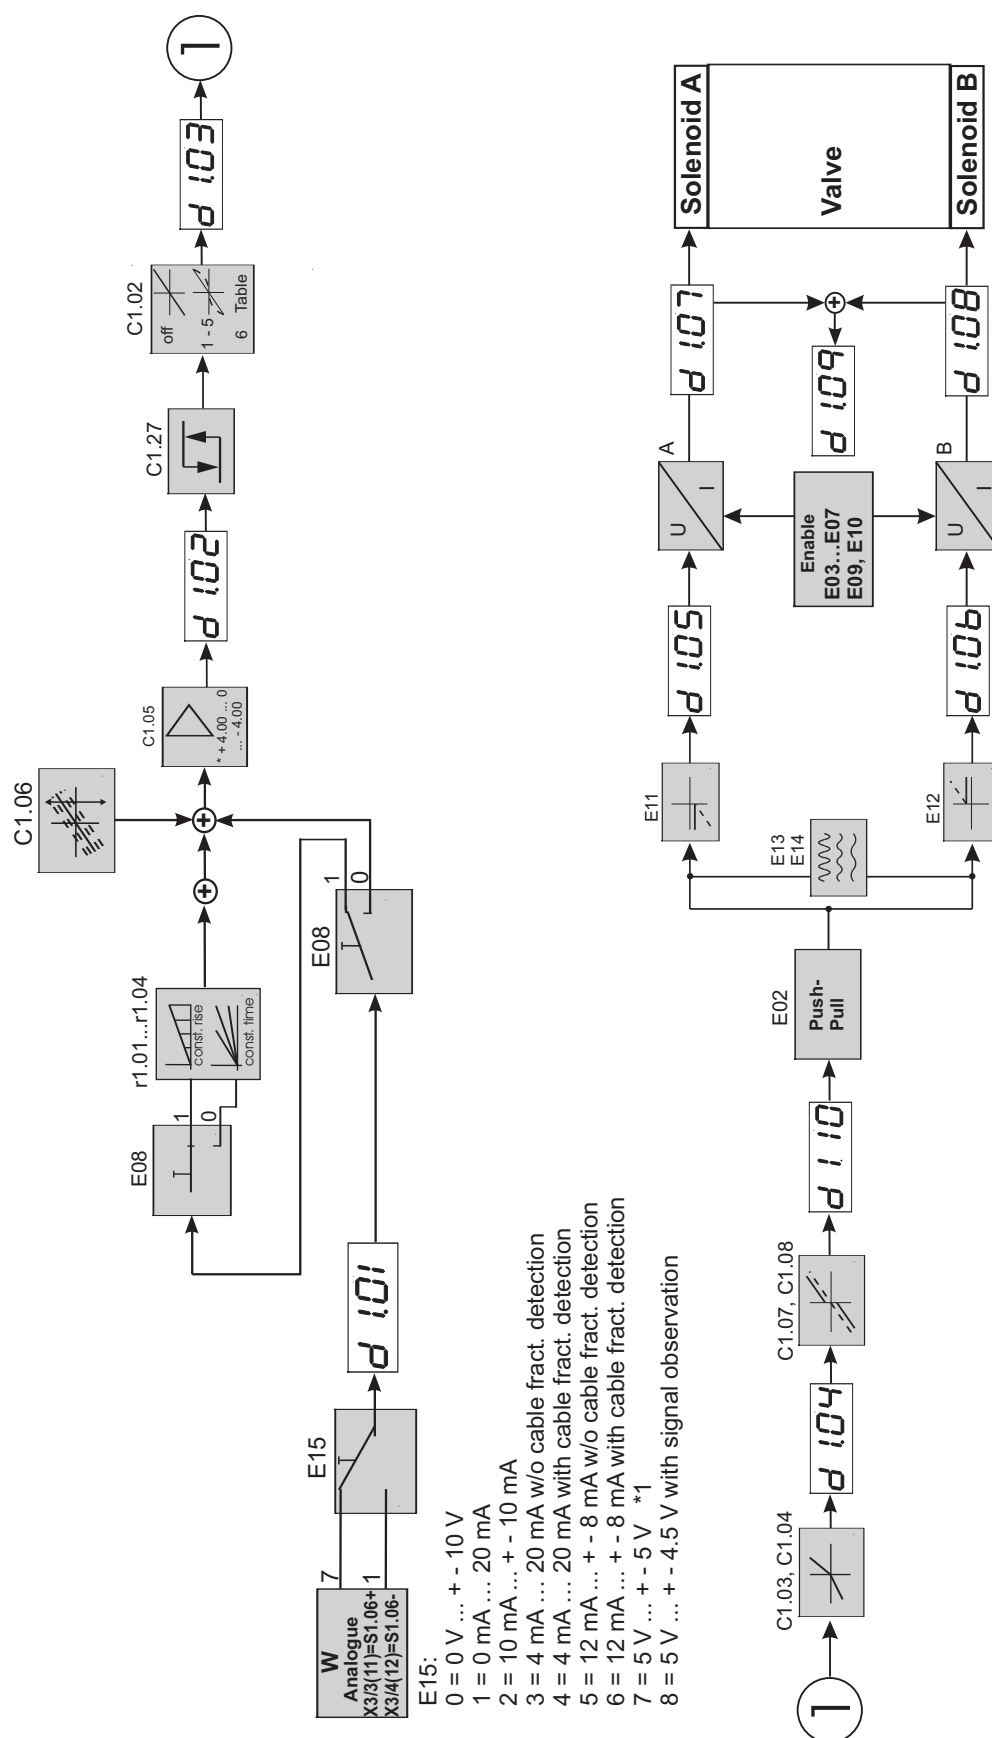 W
Analogue
X3/3(11)=S1.06+
X3/4(12)=S1.06-
7
1
E15
P 1.01
E08
1
0
E08
1
0
r1.01...r1.04
const. rise
const. time
+
C1.06
+
C1.05
* + 4.00 ... 0
... - 4.00
P 1.02
C1.27
C1.02
off
1 - 5
6 Table
P 1.03
1
E15:
0 = 0 V ... + - 10 V
1 = 0 mA ... 20 mA
2 = 10 mA ... + - 10 mA
3 = 4 mA ... 20 mA w/o cable fract. detection
4 = 4 mA ... 20 mA with cable fract. detection
5 = 12 mA ... + - 8 mA w/o cable fract. detection
6 = 12 mA ... + - 8 mA with cable fract. detection
7 = 5 V ... + - 5 V *1
8 = 5 V ... + - 4.5 V with signal observation
1
C1.03, C1.04
P 1.04
C1.07, C1.08
P 1. 10
E02
Push-
Pull
E13
E14
E11
P 1.05
U
I
A
P 1.07
Solenoid A
Enable
E03...E07
E09, E10
P 1.09
+
Valve
E12
P 1.06
U
I
B
P 1.08
Solenoid B